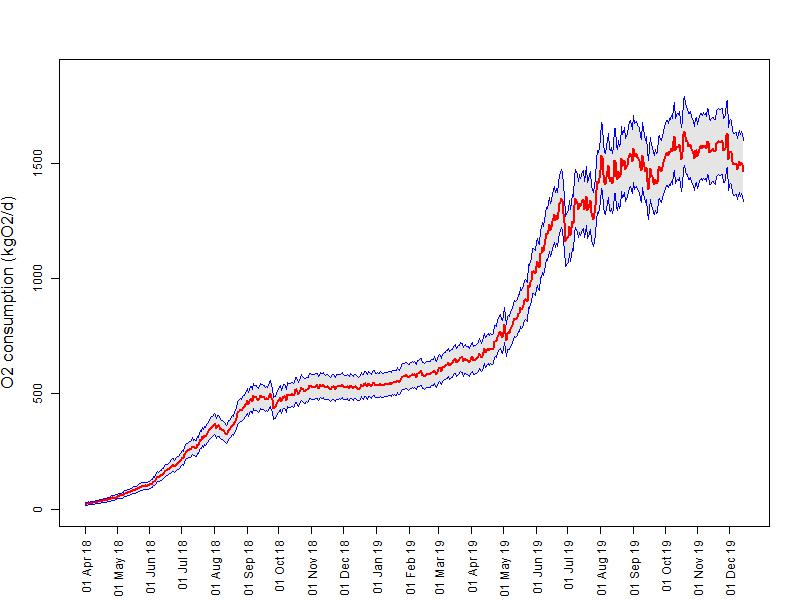 O2 consumption (kgO2/d)
1500
1000
500
0
01 Apr 18
01 May 18
01 Jun 18
01 Jul 18
01 Aug 18
01 Sep 18
01 Oct 18
01 Nov 18
01 Dec 18
01 Jan 19
01 Feb 19
01 Mar 19
01 Apr 19
01 May 19
01 Jun 19
01 Jul 19
01 Aug 19
01 Sep 19
01 Oct 19
01 Nov 19
01 Dec 19